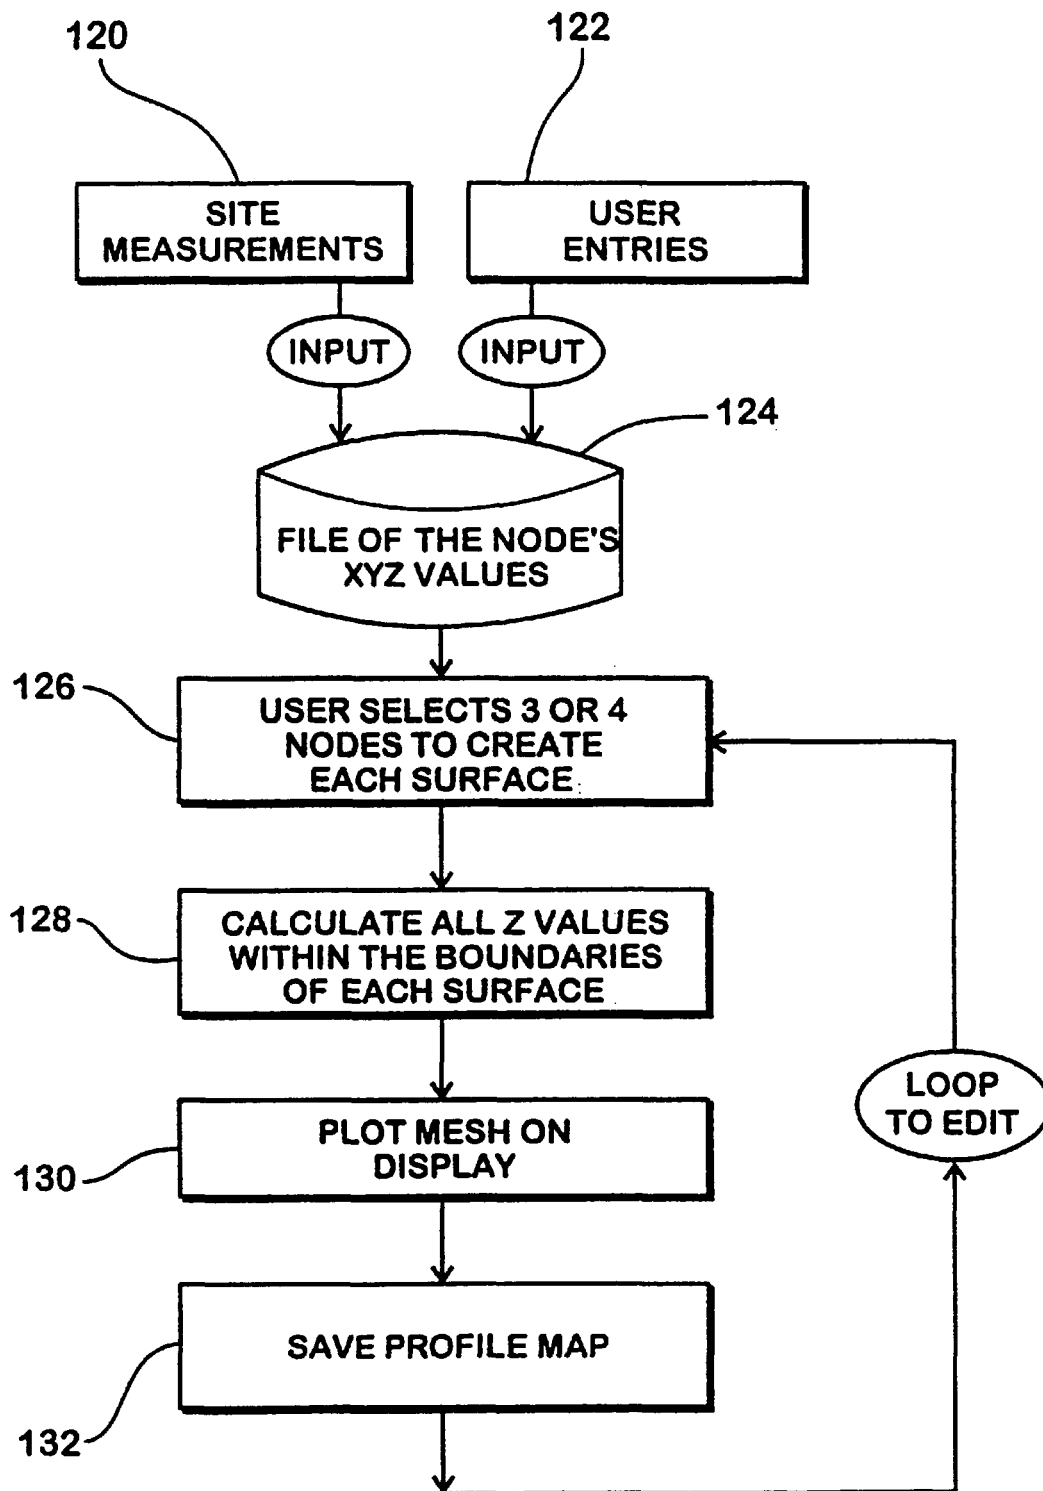 120
122
SITE
MEASUREMENTS
USER
ENTRIES
INPUT
INPUT
124
FILE OF THE NODE'S
XYZ VALUES
126
USER SELECTS 3 OR 4
NODES TO CREATE
EACH SURFACE
128
CALCULATE ALL Z VALUES
WITHIN THE BOUNDARIES
OF EACH SURFACE
LOOP
TO EDIT
130
PLOT MESH ON
DISPLAY
SAVE PROFILE MAP
132